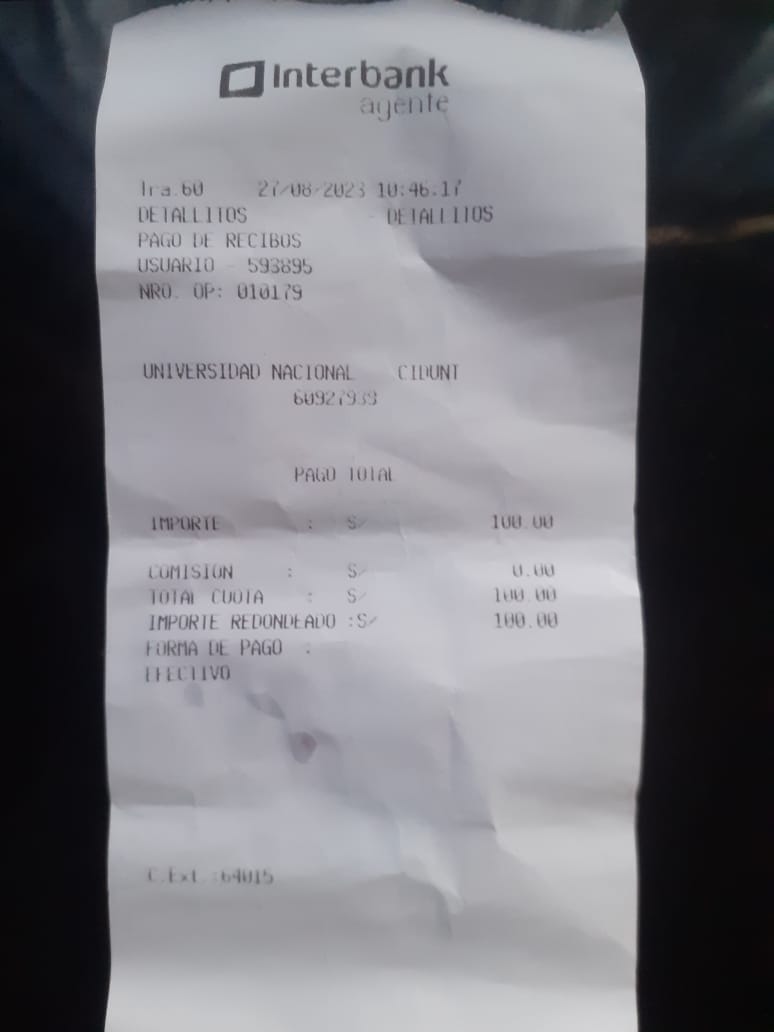 Interbank
agente
Tra.60 27/08/2023 10:46.17
DETALLITOS - DETALLITOS
PAGO DE RECIBOS
USUARIO - 593895
NRO. OP: 010179
UNIVERSIDAD NACIONAL CIDUNT
60927939
PAGO TOTAL
IMPORTE : S/ 100.00
COMISION : S/ 0.00
TOTAL CUOTA : S/ 100.00
IMPORTE REDONDEADO :S/ 100.00
FORMA DE PAGO :
EFECTIVO
C.Ext.:64015